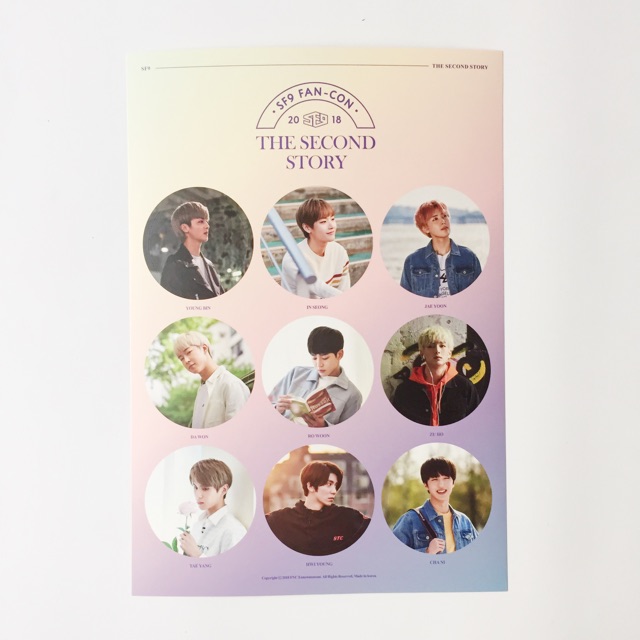 SF9
THE SECOND STORY
· SF9 FAN-CON ·
20 SF9 18
THE SECOND
STORY
YOUNG BIN
IN SEONG
JAE YOON
DA WON
RO WOON
ZU HO
TAE YANG
HWI YOUNG
CHA NI
STC
Copyright ⓒ 2018 FNC Entertainment. All Rights Reserved. Made in Korea.